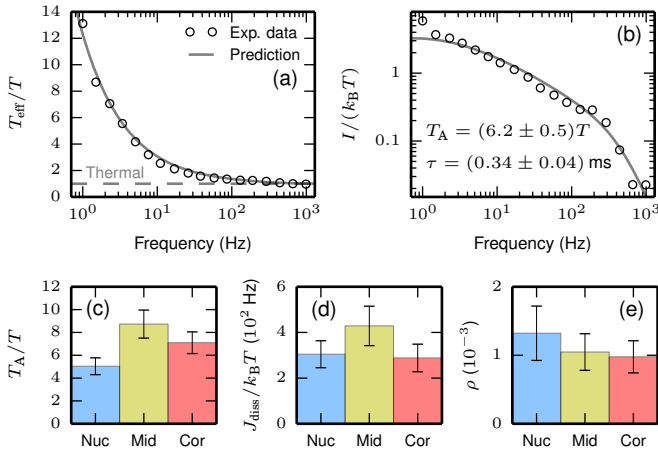 14
12
10
8
6
4
2
0
T_eff/T
Exp. data
Prediction
(a)
Thermal
10^0 10^1 10^2 10^3
Frequency (Hz)
(b)
1
0.1
I/(k_B T)
T_A = (6.2 ± 0.5)T
τ = (0.34 ± 0.04) ms
10^0 10^1 10^2 10^3
Frequency (Hz)
12
10
8
6
4
2
0
T_A/T
(c)
Nuc Mid Cor
6
4
2
0
J_diss/k_B T (10^2 Hz)
(d)
Nuc Mid Cor
2
1
0
ρ (10^-3)
(e)
Nuc Mid Cor